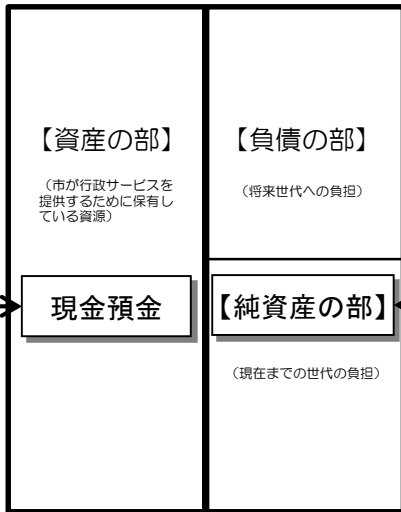 【資産の部】
（市が行政サービスを
提供するために保有し
ている資源）
現金預金
【負債の部】
（将来世代への負担）
【純資産の部】
（現在までの世代の負担）